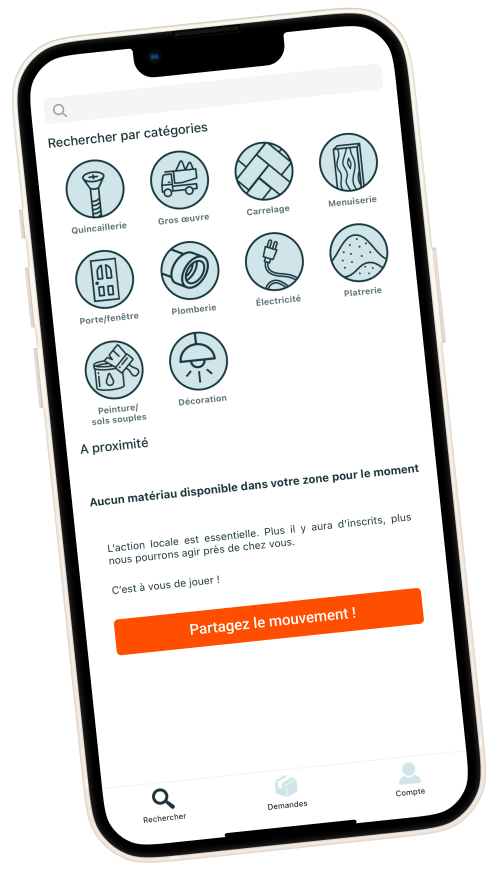 Rechercher par catégories
Quincaillerie
Gros œuvre
Carrelage
Menuiserie
Porte/fenêtre
Plomberie
Électricité
Platrerie
Peinture/
sols souples
Décoration
A proximité
Aucun matériau disponible dans votre zone pour le moment
L'action locale est essentielle. Plus il y aura d'inscrits, plus
nous pourrons agir près de chez vous.
C'est à vous de jouer !
Partagez le mouvement !
Rechercher
Demandes
Compte